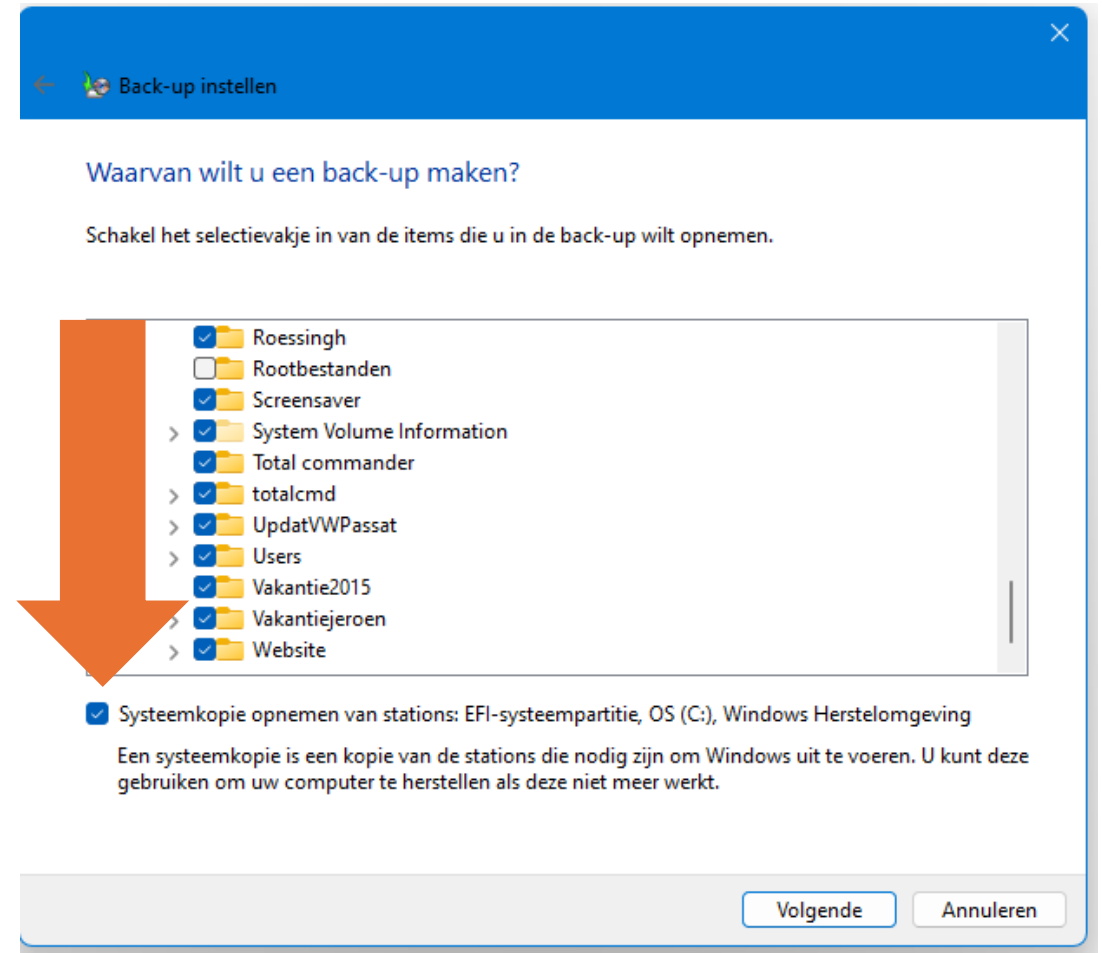 Back-up instellen
Waarvan wilt u een back-up maken?
Schakel het selectievakje in van de items die u in de back-up wilt opnemen.
Roessingh
Rootbestanden
Screensaver
System Volume Information
Total commander
totalcmd
UpdatVWPassat
Users
Vakantie2015
Vakantiejeroen
Website
Systeemkopie opnemen van stations: EFI-systeempartitie, OS (C:), Windows Herstelomgeving
Een systeemkopie is een kopie van de stations die nodig zijn om Windows uit te voeren. U kunt deze
gebruiken om uw computer te herstellen als deze niet meer werkt.
Volgende
Annuleren